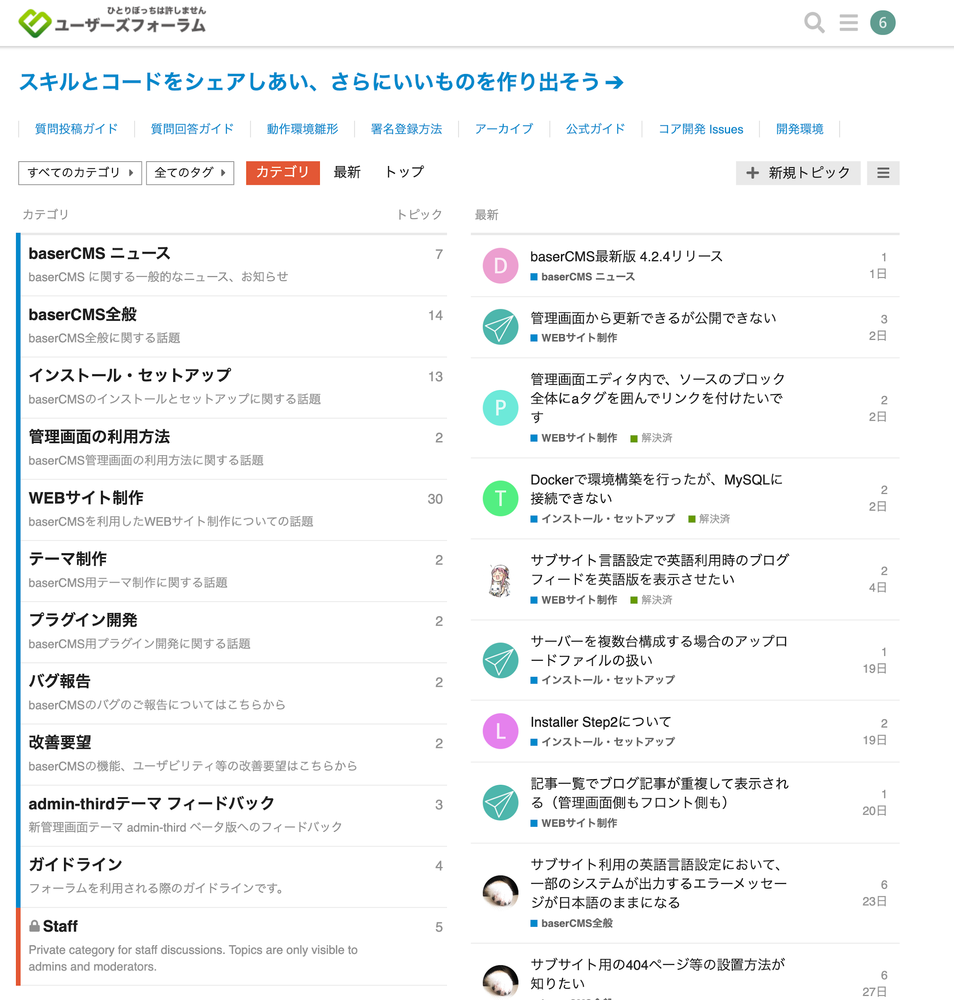 ひとりぼっちは許しません
ユーザーズフォーラム
6
スキルとコードをシェアしあい、さらにいいものを作り出そう ➔
質問投稿ガイド
質問回答ガイド
動作環境雛形
署名登録方法
アーカイブ
公式ガイド
コア開発 Issues
開発環境
すべてのカテゴリ
全てのタグ
カテゴリ
最新
トップ
+ 新規トピック
カテゴリ
トピック
baserCMS ニュース
7
baserCMS に関する一般的なニュース、お知らせ
baserCMS全般
14
baserCMS全般に関する話題
インストール・セットアップ
13
baserCMSのインストールとセットアップに関する話題
管理画面の利用方法
2
baserCMS管理画面の利用方法に関する話題
WEBサイト制作
30
baserCMSを利用したWEBサイト制作についての話題
テーマ制作
2
baserCMS用テーマ制作に関する話題
プラグイン開発
2
baserCMS用プラグイン開発に関する話題
バグ報告
2
baserCMSのバグのご報告についてはこちらから
改善要望
2
baserCMSの機能、ユーザビリティ等の改善要望はこちらから
admin-thirdテーマ フィードバック
3
新管理画面テーマ admin-third ベータ版へのフィードバック
ガイドライン
4
フォーラムを利用される際のガイドラインです。
Staff
5
Private category for staff discussions. Topics are only visible to
admins and moderators.
最新
D
baserCMS最新版 4.2.4リリース
baserCMS ニュース
1
1日
管理画面から更新できるが公開できない
WEBサイト制作
3
2日
P
管理画面エディタ内で、ソースのブロック
全体にaタグを囲んでリンクを付けたいで
す
WEBサイト制作 解決済
2
2日
T
Dockerで環境構築を行ったが、MySQLに
接続できない
インストール・セットアップ 解決済
2
2日
サブサイト言語設定で英語利用時のブログ
フィードを英語版を表示させたい
WEBサイト制作 解決済
2
4日
サーバーを複数台構成する場合のアップロ
ードファイルの扱い
インストール・セットアップ
1
19日
L
Installer Step2について
インストール・セットアップ
2
19日
記事一覧でブログ記事が重複して表示され
る（管理画面側もフロント側も）
WEBサイト制作
1
20日
サブサイト利用の英語言語設定において、
一部のシステムが出力するエラーメッセー
ジが日本語のままになる
baserCMS全般
6
23日
サブサイト用の404ページ等の設置方法が
知りたい
6
27日